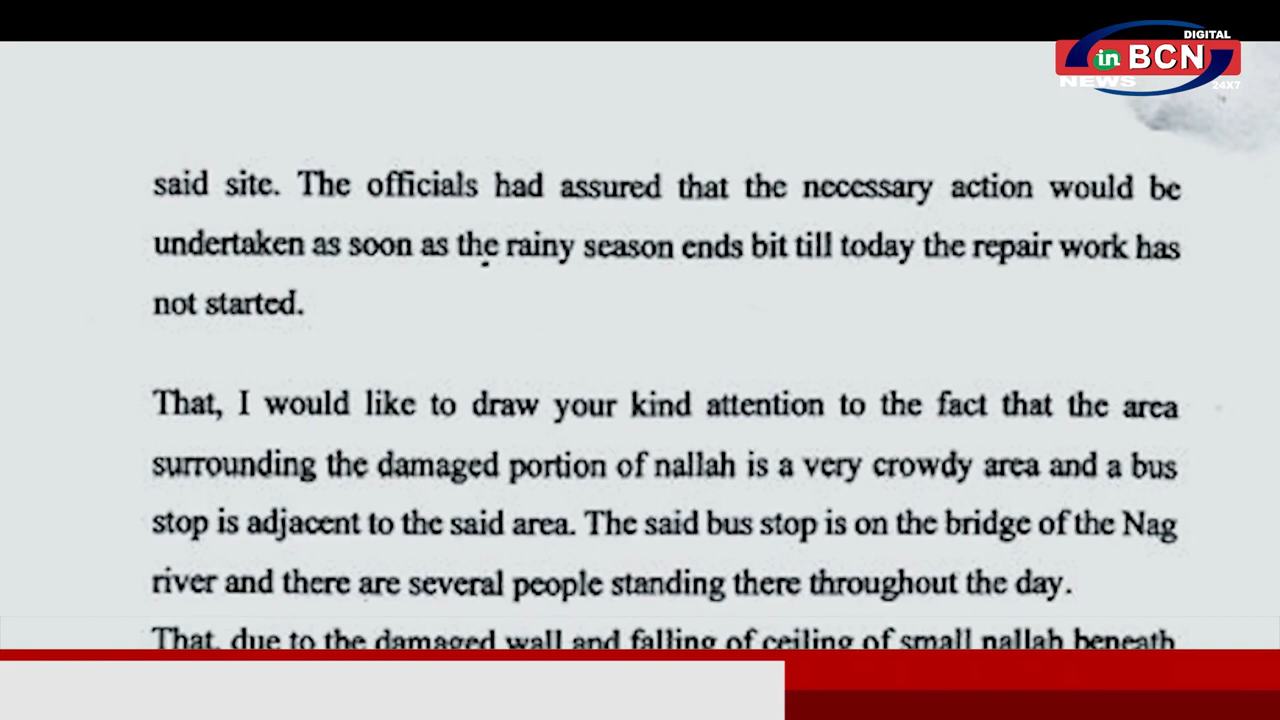 DIGITAL
in BCN
NEWS 24X7
said site. The officials had assured that the necessary action would be
undertaken as soon as the rainy season ends bit till today the repair work has
not started.
That, I would like to draw your kind attention to the fact that the area
surrounding the damaged portion of nallah is a very crowdy area and a bus
stop is adjacent to the said area. The said bus stop is on the bridge of the Nag
river and there are several people standing there throughout the day.
That, due to the damaged wall and falling of ceiling of small nallah beneath